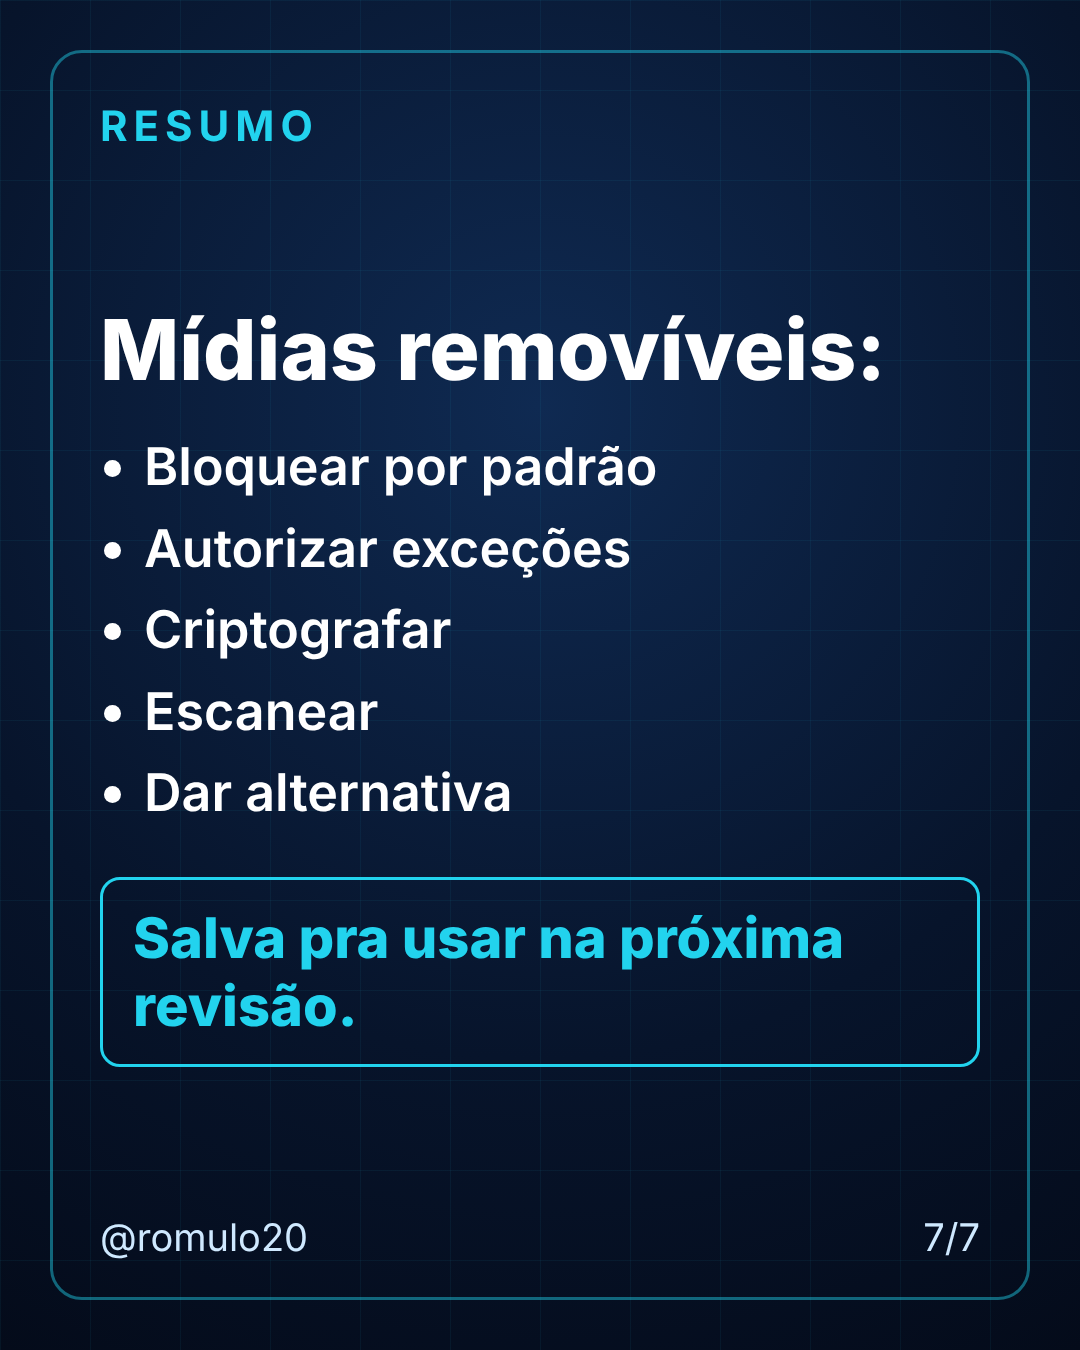 RESUMO
Mídias removíveis:
• Bloquear por padrão
• Autorizar exceções
• Criptografar
• Escanear
• Dar alternativa
Salva pra usar na próxima
revisão.
@romulo20
7/7